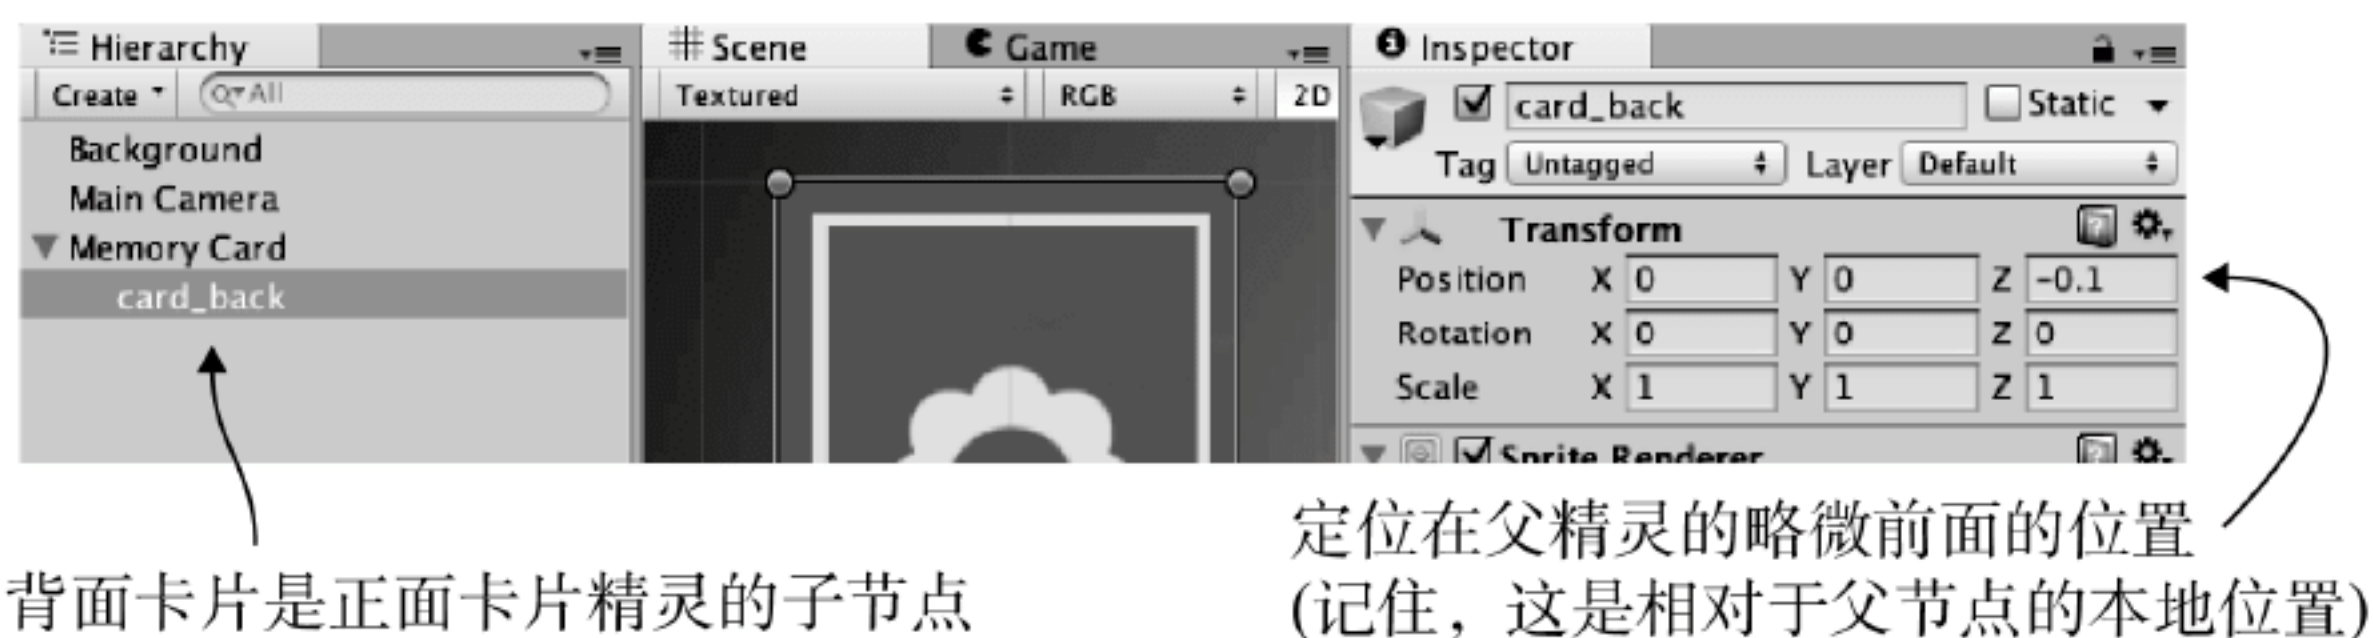 Hierarchy
Create
All
Background
Main Camera
Memory Card
card_back
Scene
Game
Textured
RGB
2D
Inspector
card_back
Static
Tag Untagged Layer Default
Transform
Position X 0 Y 0 Z -0.1
Rotation X 0 Y 0 Z 0
Scale X 1 Y 1 Z 1
Sprite Renderer
背面卡片是正面卡片精灵的子节点
定位在父精灵的略微前面的位置
(记住，这是相对于父节点的本地位置)